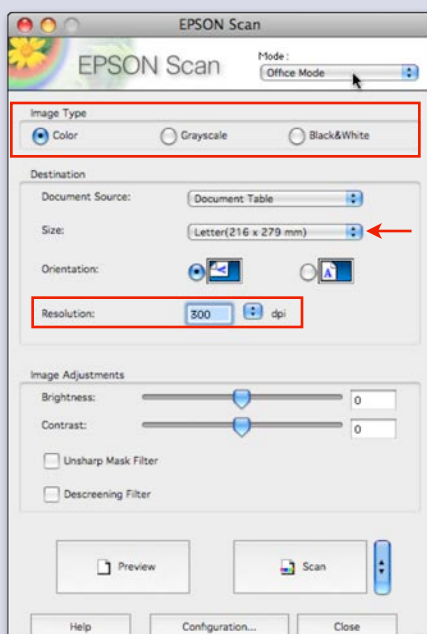 EPSON Scan
EPSON Scan
Mode :
Office Mode
Image Type
Color Grayscale Black&White
Destination
Document Source: Document Table
Size: Letter(216 x 279 mm)
Orientation: A A
Resolution: 300 dpi
Image Adjustments
Brightness: 0
Contrast: 0
Unsharp Mask Filter
Descreening Filter
Preview Scan
Help Configuration... Close